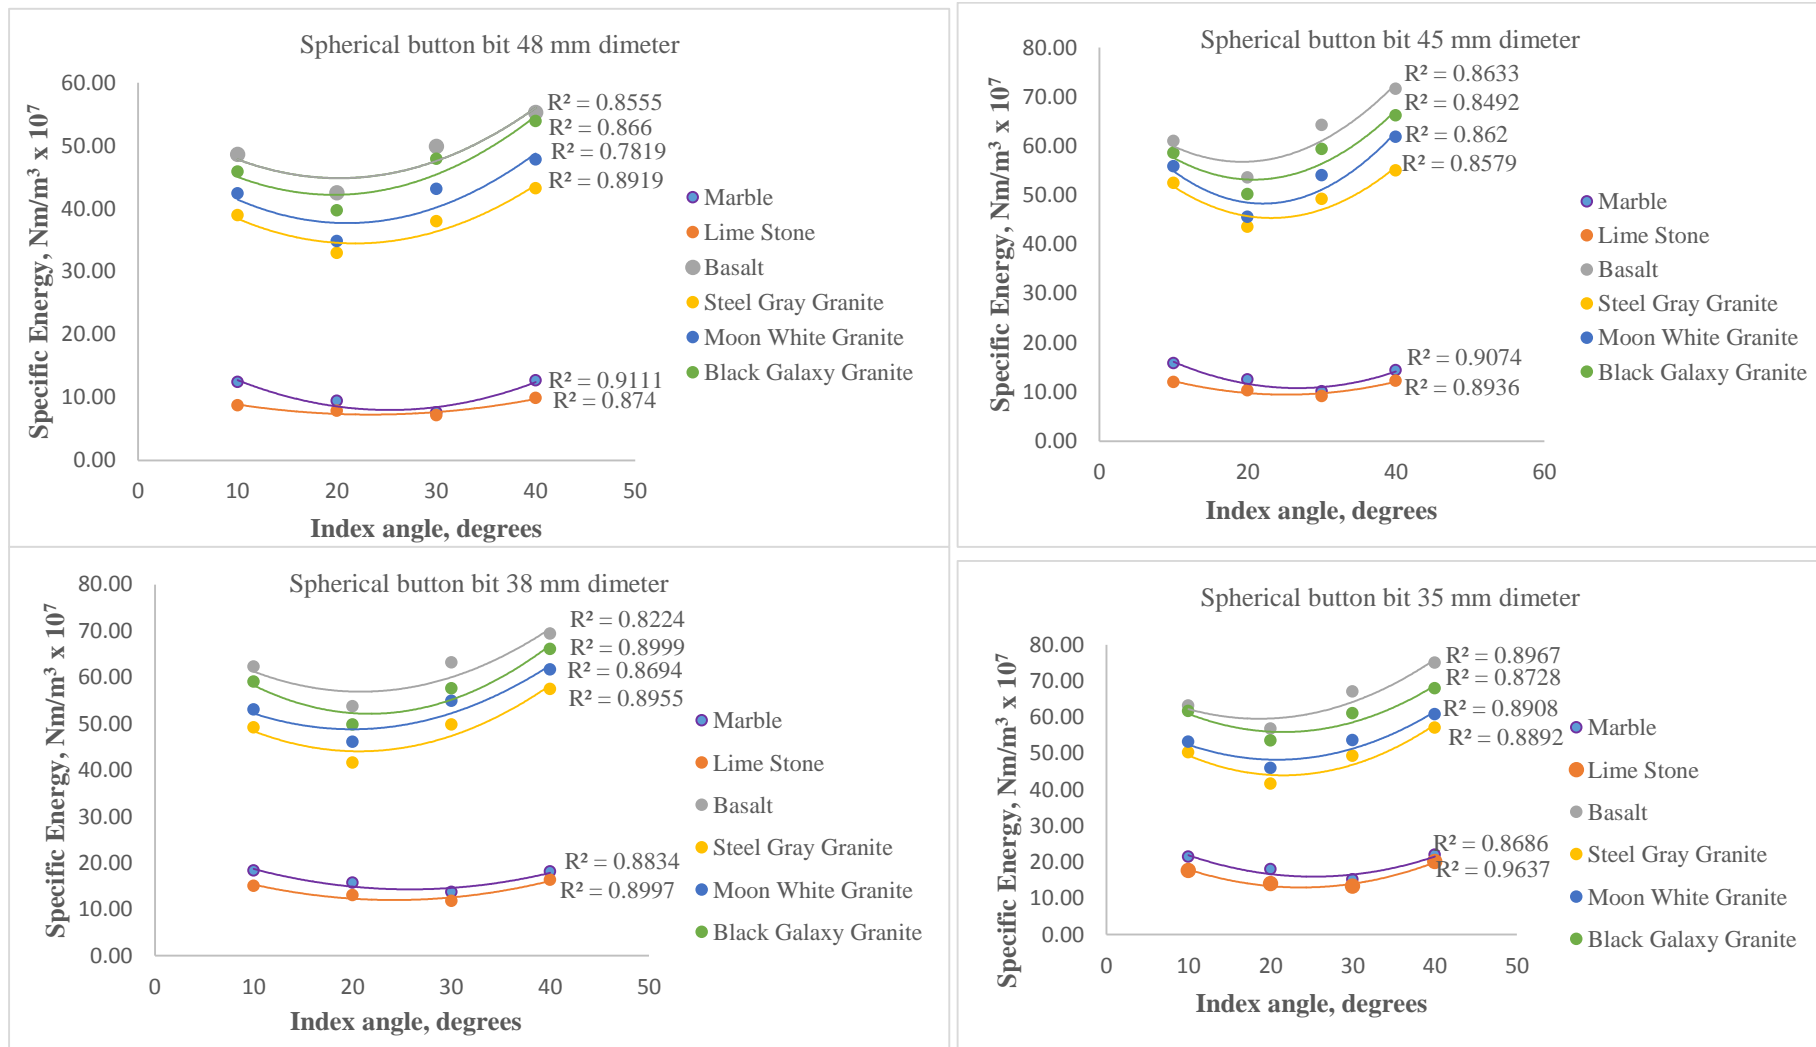 Spherical button bit 48 mm dimeter
Specific Energy, Nm/m³ x 10⁷
60.00
50.00
40.00
30.00
20.00
10.00
0.00
0 10 20 30 40 50
Index angle, degrees
R² = 0.8555
R² = 0.866
R² = 0.7819
R² = 0.8919
R² = 0.9111
R² = 0.874
Marble
Lime Stone
Basalt
Steel Gray Granite
Moon White Granite
Black Galaxy Granite
Spherical button bit 45 mm dimeter
Specific Energy, Nm/m³ x 10⁷
80.00
70.00
60.00
50.00
40.00
30.00
20.00
10.00
0.00
0 20 40 60
Index angle, degrees
R² = 0.8633
R² = 0.8492
R² = 0.862
R² = 0.8579
R² = 0.9074
R² = 0.8936
Marble
Lime Stone
Basalt
Steel Gray Granite
Moon White Granite
Black Galaxy Granite
Spherical button bit 38 mm dimeter
Specific Energy, Nm/m³ x 10⁷
80.00
70.00
60.00
50.00
40.00
30.00
20.00
10.00
0.00
0 10 20 30 40 50
Index angle, degrees
R² = 0.8224
R² = 0.8999
R² = 0.8694
R² = 0.8955
R² = 0.8834
R² = 0.8997
Marble
Lime Stone
Basalt
Steel Gray Granite
Moon White Granite
Black Galaxy Granite
Spherical button bit 35 mm dimeter
Specific Energy, Nm/m³ x 10⁷
80.00
70.00
60.00
50.00
40.00
30.00
20.00
10.00
0.00
0 10 20 30 40 50
Index angle, degrees
R² = 0.8967
R² = 0.8728
R² = 0.8908
R² = 0.8892
R² = 0.8686
R² = 0.9637
Marble
Lime Stone
Basalt
Steel Gray Granite
Moon White Granite
Black Galaxy Granite